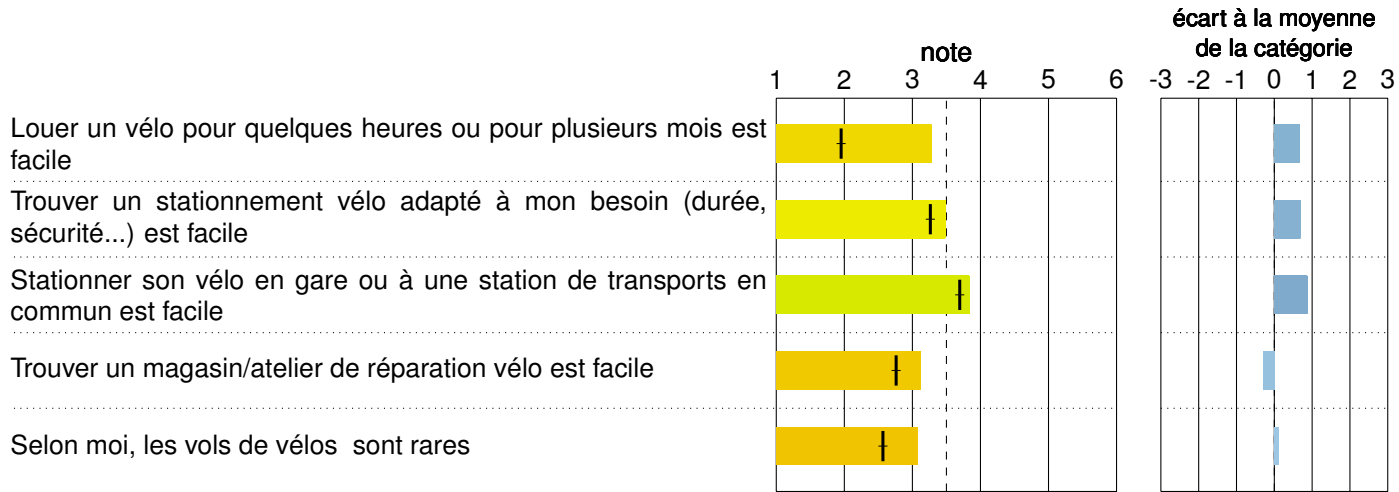 écart à la moyenne
de la catégorie
note
1 2 3 4 5 6
-3 -2 -1 0 1 2 3
Louer un vélo pour quelques heures ou pour plusieurs mois est
facile
Trouver un stationnement vélo adapté à mon besoin (durée,
sécurité...) est facile
Stationner son vélo en gare ou à une station de transports en
commun est facile
Trouver un magasin/atelier de réparation vélo est facile
Selon moi, les vols de vélos sont rares